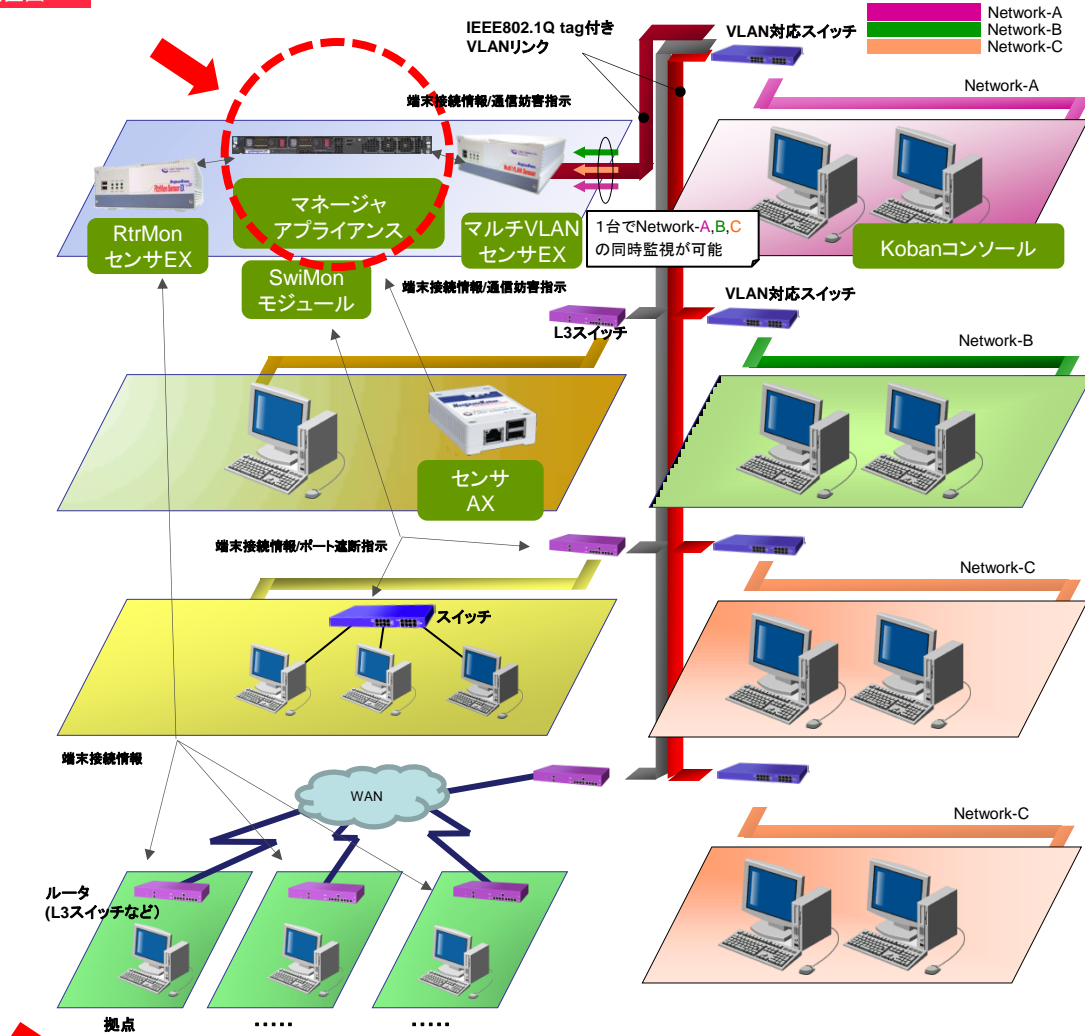 Network-A
Network-B
Network-C
IEEE802.1Q tag付き
VLANリンク
VLAN対応スイッチ
Network-A
端末接続情報/通信妨害指示
RtrMon
センサEX
マネージャ
アプライアンス
マルチVLAN
センサEX
1台でNetwork-A,B,C
の同時監視が可能
Kobanコンソール
SwiMon
モジュール
端末接続情報/通信妨害指示
L3スイッチ
VLAN対応スイッチ
Network-B
センサ
AX
端末接続情報/ポート遮断指示
スイッチ
Network-C
端末接続情報
WAN
Network-C
ルータ
(L3スイッチなど)
拠点
・・・・・
・・・・・